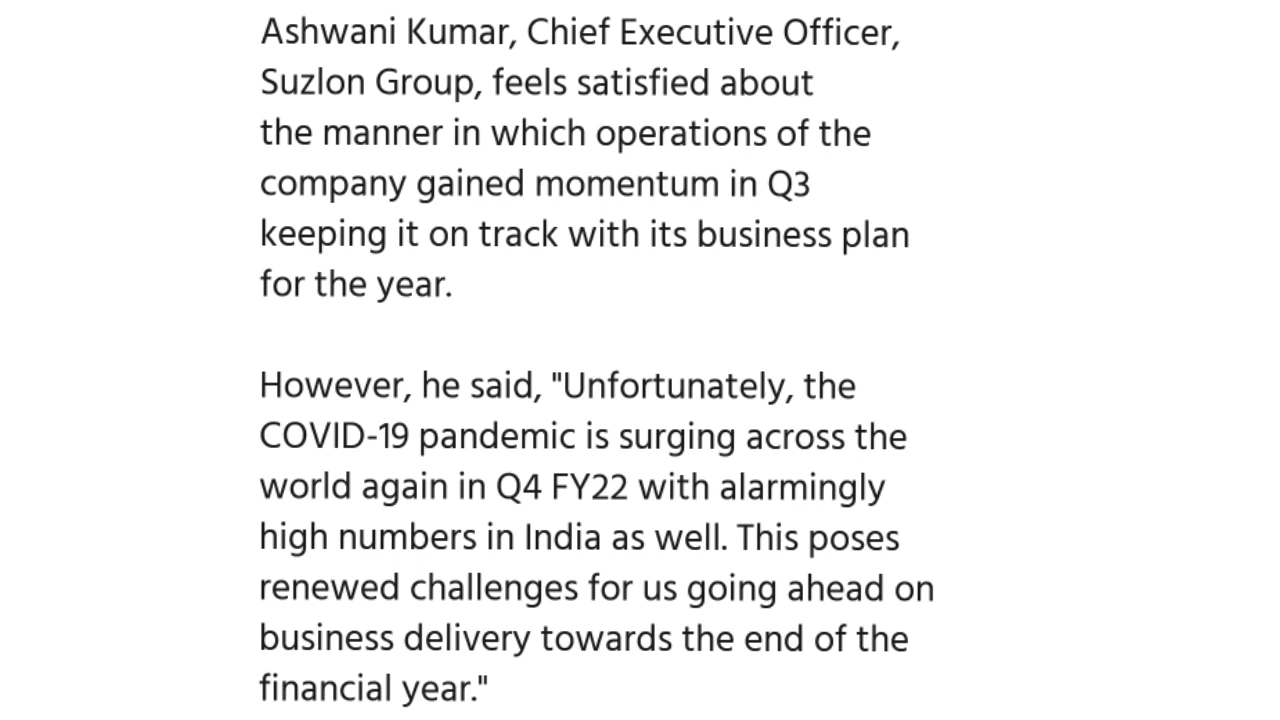 Ashwani Kumar, Chief Executive Officer,
Suzlon Group, feels satisfied about
the manner in which operations of the
company gained momentum in Q3
keeping it on track with its business plan
for the year.
However, he said, "Unfortunately, the
COVID-19 pandemic is surging across the
world again in Q4 FY22 with alarmingly
high numbers in India as well. This poses
renewed challenges for us going ahead on
business delivery towards the end of the
financial year."